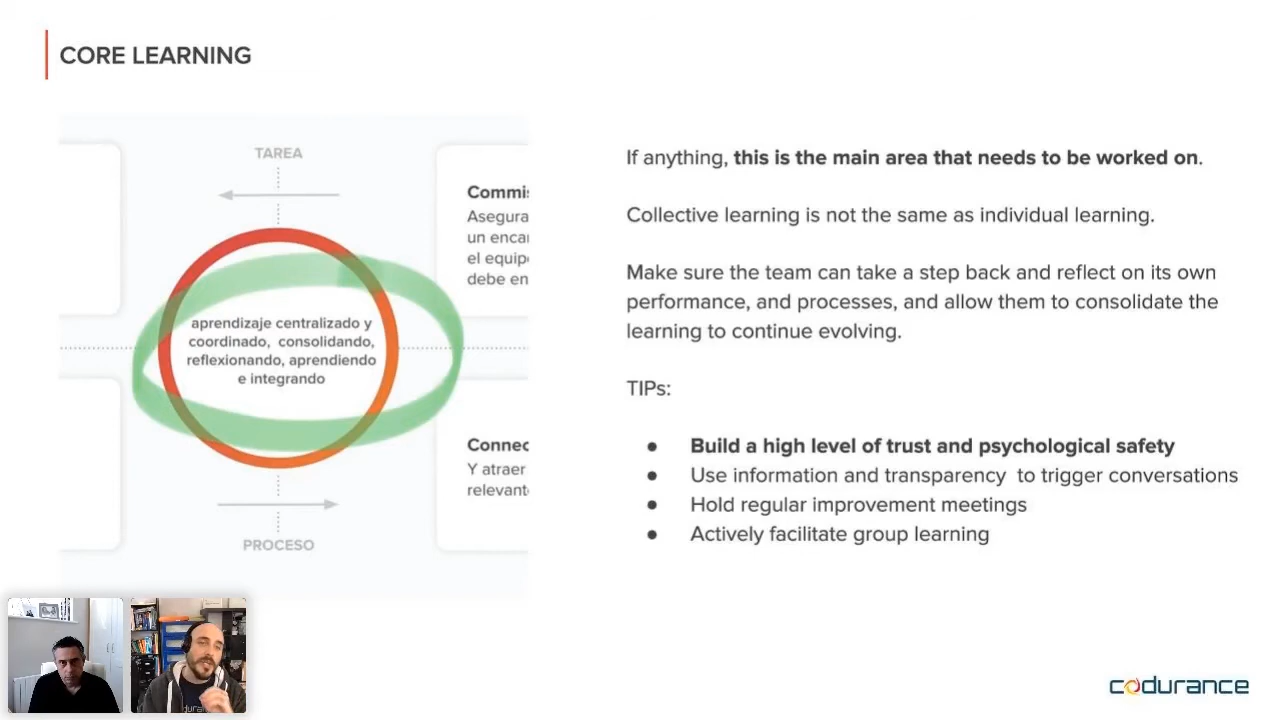 CORE LEARNING
TAREA
Commi
Asegura
un encar
el equip
debe en
aprendizaje centralizado y
coordinado, consolidando,
reflexionando, aprendiendo
e integrando
Connec
Y atraer
relevant
PROCESO
If anything, this is the main area that needs to be worked on.
Collective learning is not the same as individual learning.
Make sure the team can take a step back and reflect on its own
performance, and processes, and allow them to consolidate the
learning to continue evolving.
TIPs:
● Build a high level of trust and psychological safety
● Use information and transparency to trigger conversations
● Hold regular improvement meetings
● Actively facilitate group learning
codurance